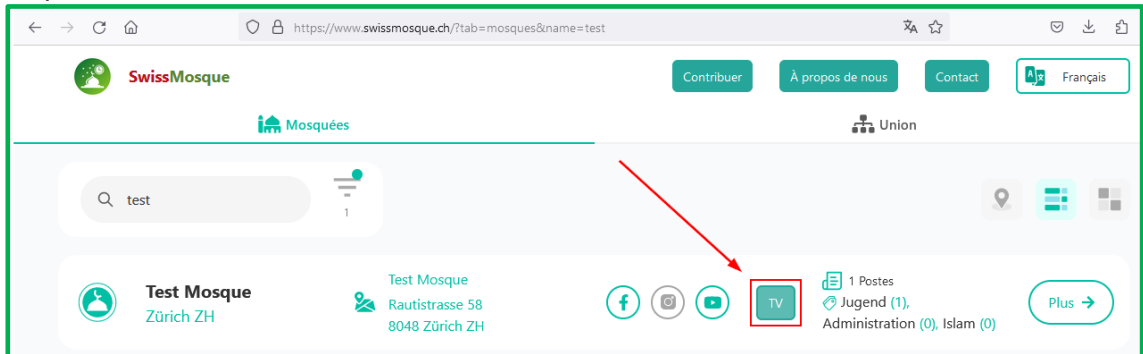 https://www.swissmosque.ch/?tab=mosques&name=test
SwissMosque
Contribuer
À propos de nous
Contact
Français
Mosquées
Union
test
1
Test Mosque
Zürich ZH
Test Mosque
Rautistrasse 58
8048 Zürich ZH
TV
1 Postes
Jugend (1),
Administration (0), Islam (0)
Plus →